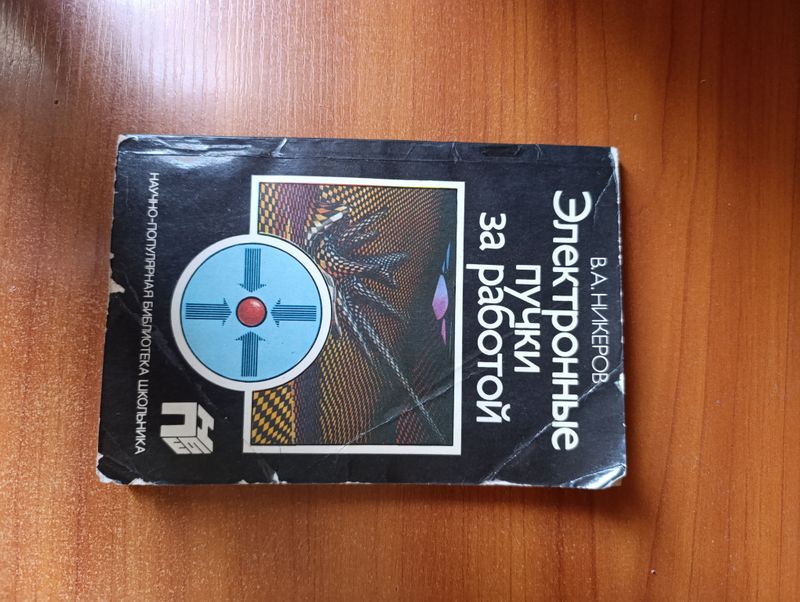 В.А.НИКЕРОВ
Электронные
пучки
за работой
НАУЧНО-ПОПУЛЯРНАЯ БИБЛИОТЕКА ШКОЛЬНИКА